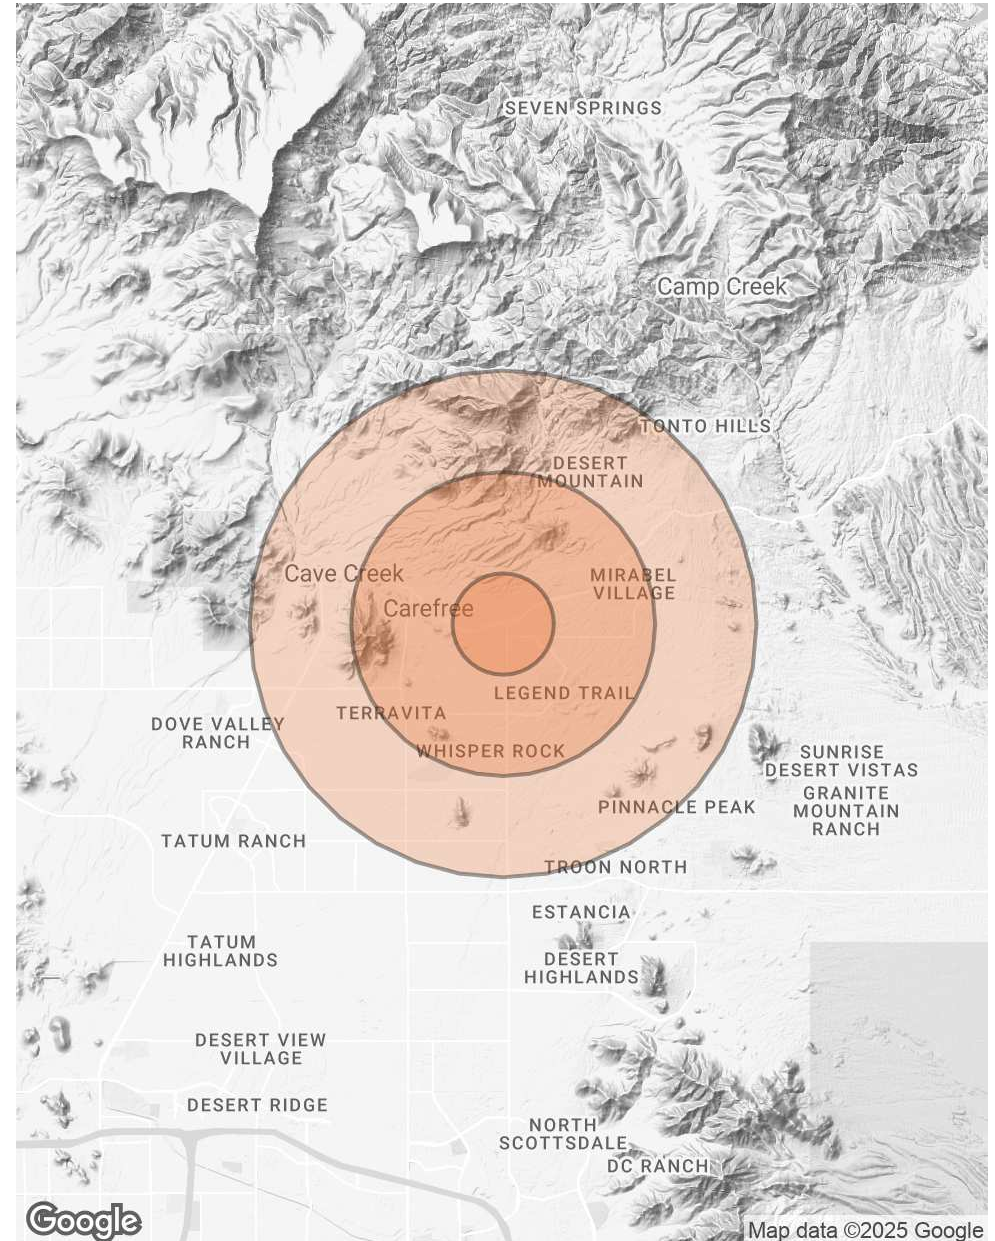 SEVEN SPRINGS
Camp Creek
TONTO HILLS
DESERT
MOUNTAIN
Cave Creek
MIRABEL
VILLAGE
Carefree
LEGEND TRAIL
TERRAVITA
DOVE VALLEY
RANCH
WHISPER ROCK
SUNRISE
DESERT VISTAS
GRANITE
MOUNTAIN
RANCH
PINNACLE PEAK
TATUM RANCH
TROON NORTH
ESTANCIA
TATUM
HIGHLANDS
DESERT
HIGHLANDS
DESERT VIEW
VILLAGE
DESERT RIDGE
NORTH
SCOTTSDALE
DC RANCH
Google
Map data ©2025 Google